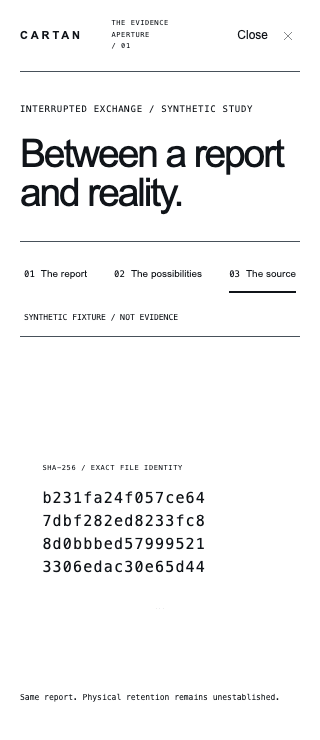 CARTAN
THE EVIDENCE
APERTURE
/ 01
Close
INTERRUPTED EXCHANGE / SYNTHETIC STUDY
Between a report
and reality.
01 The report
02 The possibilities
03 The source
SYNTHETIC FIXTURE / NOT EVIDENCE
SHA-256 / EXACT FILE IDENTITY
b231fa24f057ce64
7dbf282ed8233fc8
8d0bbbed57999521
3306edac30e65d44
Same report. Physical retention remains unestablished.